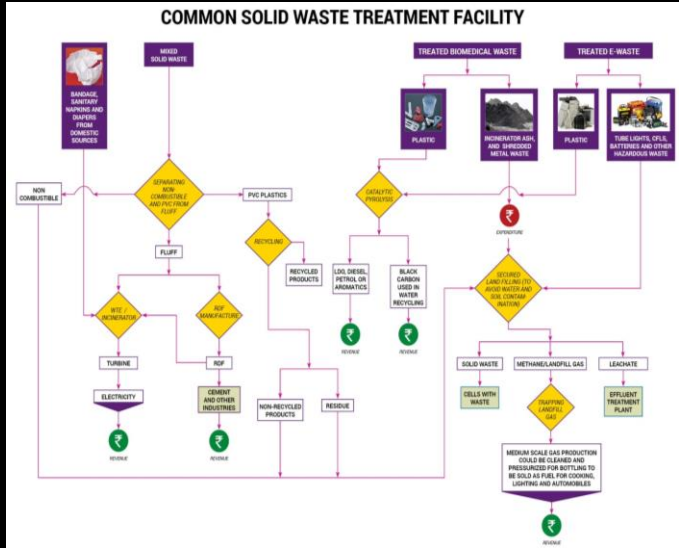 COMMON SOLID WASTE TREATMENT FACILITY
MIXED
SOLID WASTE
TREATED BIOMEDICAL WASTE
TREATED E-WASTE
BANDAGE,
SANITARY
NAPKINS AND
DIAPERS
FROM
DOMESTIC
SOURCES
PLASTIC
INCINERATOR ASH,
AND SHREDDED
METAL WASTE
PLASTIC
TUBE LIGHTS, CFLS,
BATTERIES AND OTHER
HAZARDOUS WASTE
NON
COMBUSTIBLE
SEPARATING
NON
COMBUSTIBLE
AND PVC FROM
FLUFF
PVC PLASTICS
CATALYTIC
PYROLYSIS
₹
EXPENDITURE
RECYCLING
FLUFF
RECYCLED
PRODUCTS
LDO, DIESEL,
PETROL OR
AROMATICS
BLACK
CARBON
USED IN
WATER
RECYCLING
SECURED
LAND FILLING (TO
AVOID WATER AND
SOIL CONTAM
INATION)
WTE /
INCINERATOR
RDF
MANUFACTURE
₹
REVENUE
₹
REVENUE
TURBINE
RDF
SOLID WASTE
METHANE/LANDFILL GAS
LEACHATE
ELECTRICITY
CEMENT
AND OTHER
INDUSTRIES
NON-RECYCLED
PRODUCTS
RESIDUE
CELLS WITH
WASTE
TRAPPING
LANDFILL
GAS
EFFLUENT
TREATMENT
PLANT
₹
REVENUE
₹
REVENUE
MEDIUM SCALE GAS PRODUCTION
COULD BE CLEANED AND
PRESSURIZED FOR BOTTLING TO
BE SOLD AS FUEL FOR COOKING,
LIGHTING AND AUTOMOBILES
₹
REVENUE